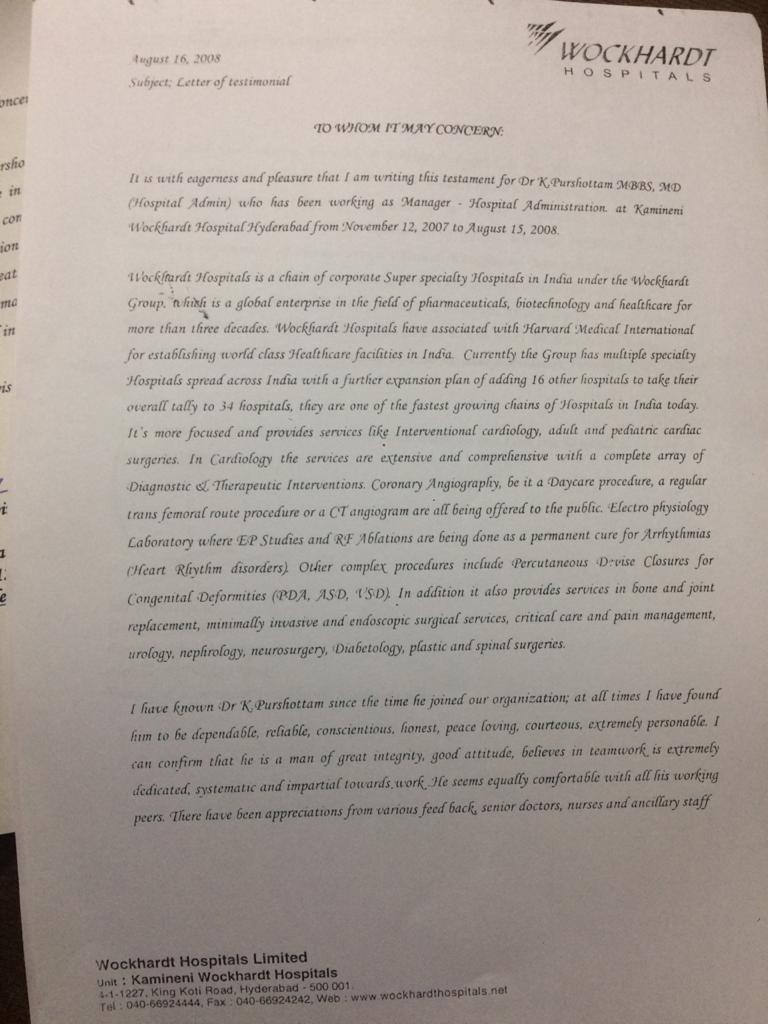 WOCKHARDT
HOSPITALS
August 16, 2008
Subject; Letter of testimonial
TO WHOM IT MAY CONCERN:
It is with eagerness and pleasure that I am writing this testament for Dr K.Purshottam MBBS, MD
(Hospital Admin) who has been working as Manager - Hospital Administration. at Kamineni
Wockhardt Hospital Hyderabad from November 12, 2007 to August 15, 2008.
Wockhardt Hospitals is a chain of corporate Super specialty Hospitals in India under the Wockhardt
Group, which is a global enterprise in the field of pharmaceuticals, biotechnology and healthcare for
more than three decades. Wockhardt Hospitals have associated with Harvard Medical International
for establishing world class Healthcare facilities in India. Currently the Group has multiple specialty
Hospitals spread across India with a further expansion plan of adding 16 other hospitals to take their
overall tally to 34 hospitals, they are one of the fastest growing chains of Hospitals in India today.
It's more focused and provides services like Interventional cardiology, adult and pediatric cardiac
surgeries. In Cardiology the services are extensive and comprehensive with a complete array of
Diagnostic & Therapeutic Interventions. Coronary Angiography, be it a Daycare procedure, a regular
trans femoral route procedure or a CT angiogram are all being offered to the public. Electro physiology
Laboratory where EP Studies and RF Ablations are being done as a permanent cure for Arrhythmias
(Heart Rhythm disorders). Other complex procedures include Percutaneous Devise Closures for
Congenital Deformities (PDA, ASD, VSD). In addition it also provides services in bone and joint
replacement, minimally invasive and endoscopic surgical services, critical care and pain management,
urology, nephrology, neurosurgery, Diabetology, plastic and spinal surgeries.
I have known Dr K.Purshottam since the time he joined our organization; at all times I have found
him to be dependable, reliable, conscientious, honest, peace loving, courteous, extremely personable. I
can confirm that he is a man of great integrity, good attitude, believes in teamwork is extremely
dedicated, systematic and impartial towards work. He seems equally comfortable with all his working
peers. There have been appreciations from various feed back, senior doctors, nurses and ancillary staff
Wockhardt Hospitals Limited
Unit : Kamineni Wockhardt Hospitals
4-1-1227, King Koti Road, Hyderabad - 500 001.
Tel : 040-66924444, Fax : 040-66924242, Web : www.wockhardthospitals.net